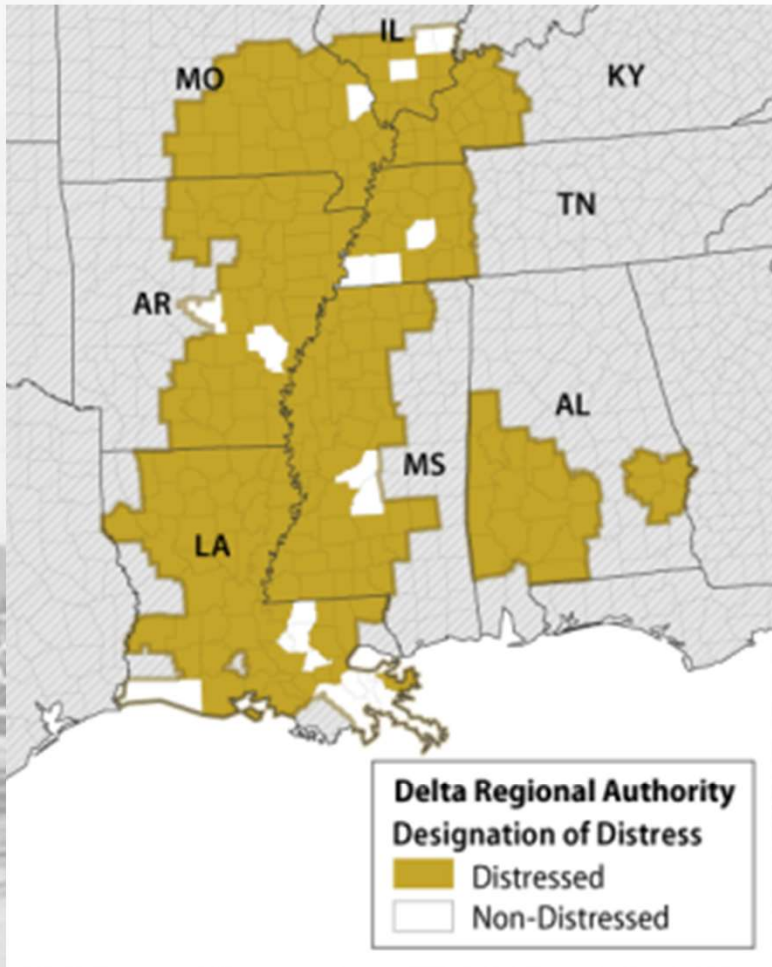 IL
MO
KY
TN
AR
AL
MS
LA
Delta Regional Authority
Designation of Distress
Distressed
Non-Distressed